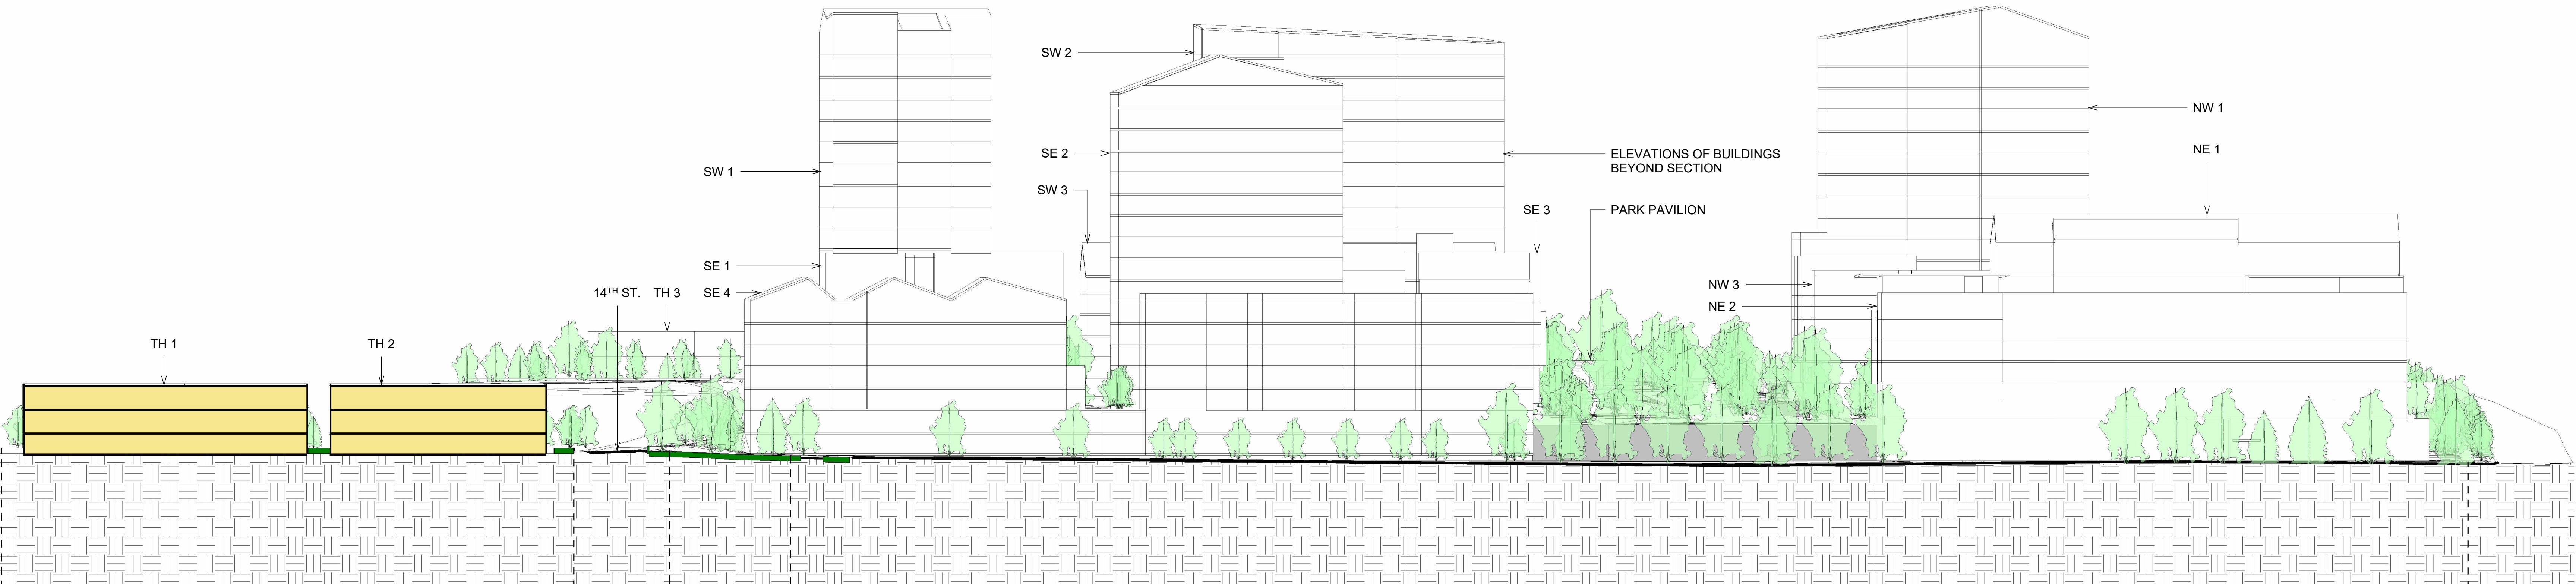 SW 2
NW 1
SE 2
ELEVATIONS OF BUILDINGS
BEYOND SECTION
NE 1
SW 1
SW 3
SE 3
PARK PAVILION
SE 1
NW 3
14TH ST.
TH 3
SE 4
NE 2
TH 1
TH 2